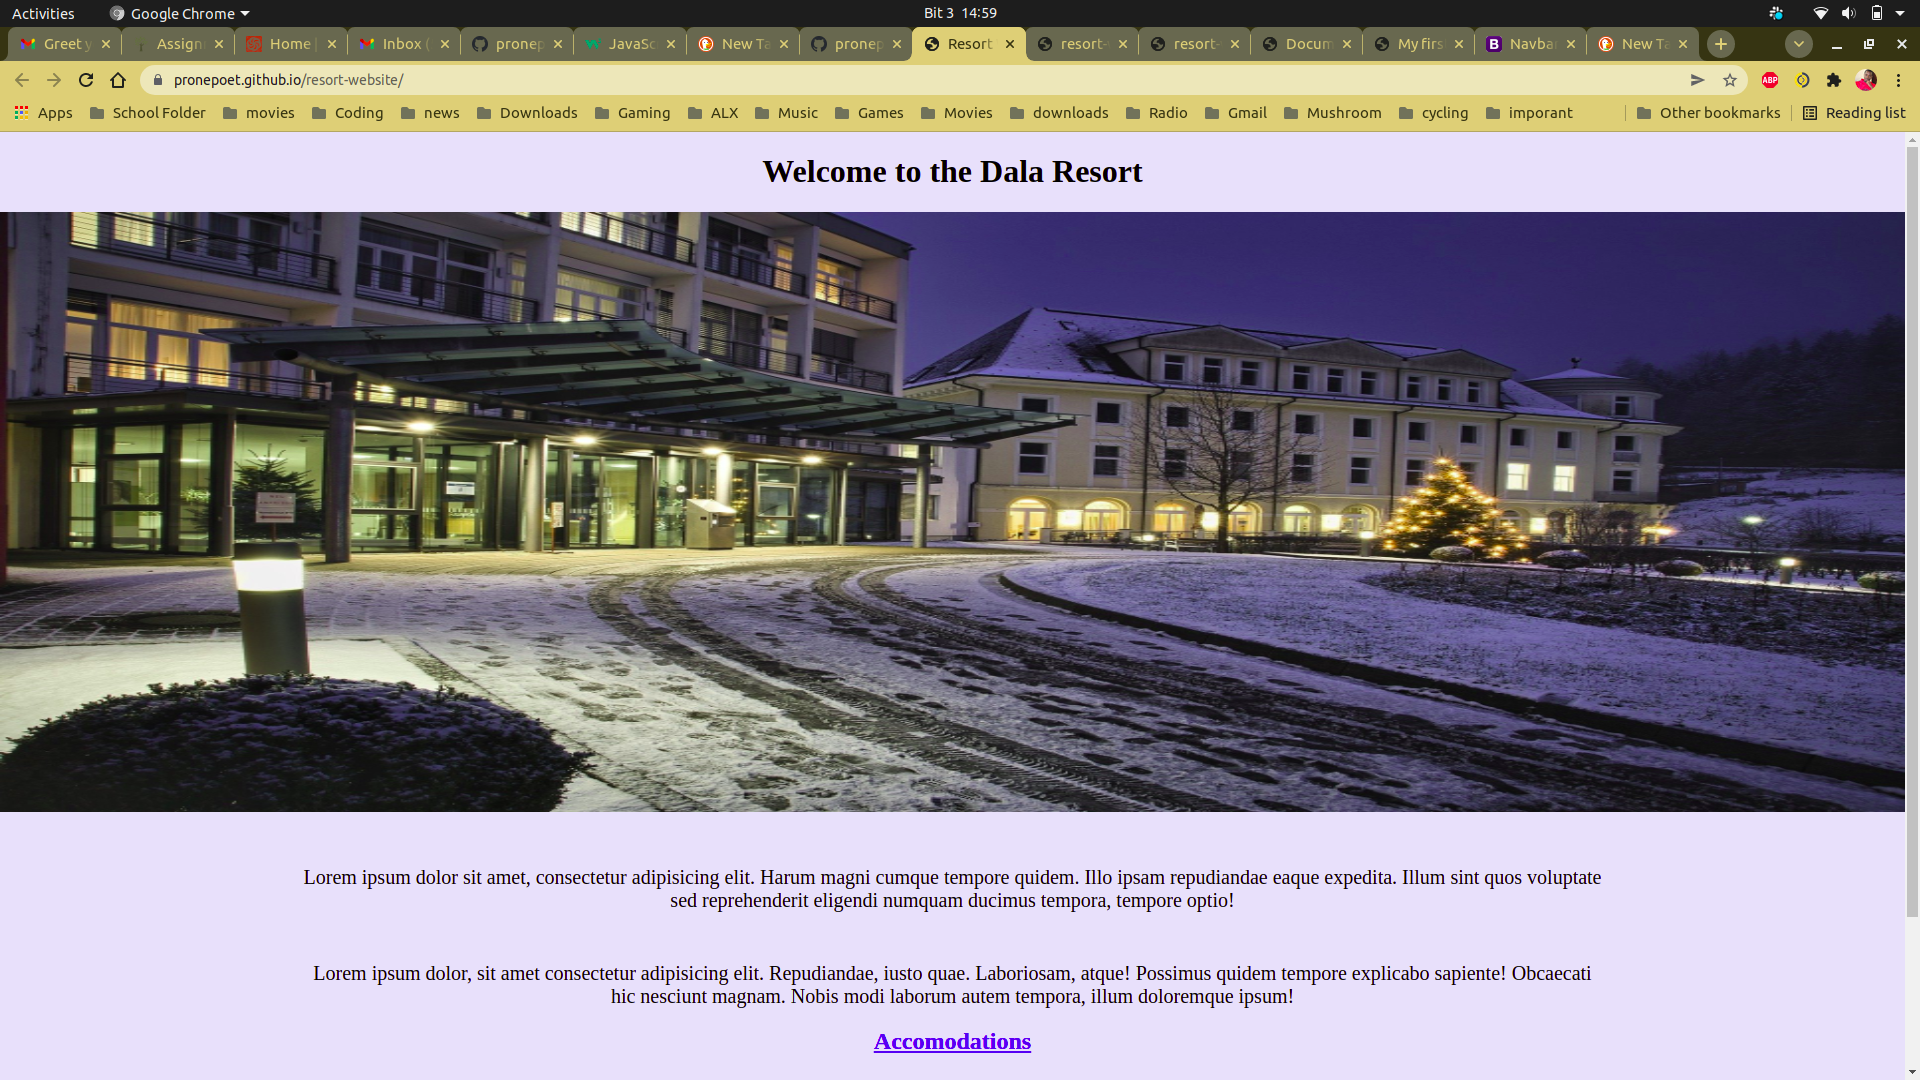 Activities
Google Chrome
Bit 3 14:59
Greet y
Assign
Home |
Inbox (
pronep
JavaSc
New Ta
pronep
Resort
resort-
resort-
Docum
My firs
Navbar
New Ta
pronepoet.github.io/resort-website/
ABP
Apps
School Folder
movies
Coding
news
Downloads
Gaming
ALX
Music
Games
Movies
downloads
Radio
Gmail
Mushroom
cycling
imporant
Other bookmarks
Reading list
Welcome to the Dala Resort
Lorem ipsum dolor sit amet, consectetur adipisicing elit. Harum magni cumque tempore quidem. Illo ipsam repudiandae eaque expedita. Illum sint quos voluptate
sed reprehenderit eligendi numquam ducimus tempora, tempore optio!
Lorem ipsum dolor, sit amet consectetur adipisicing elit. Repudiandae, iusto quae. Laboriosam, atque! Possimus quidem tempore explicabo sapiente! Obcaecati
hic nesciunt magnam. Nobis modi laborum autem tempora, illum doloremque ipsum!
Accomodations